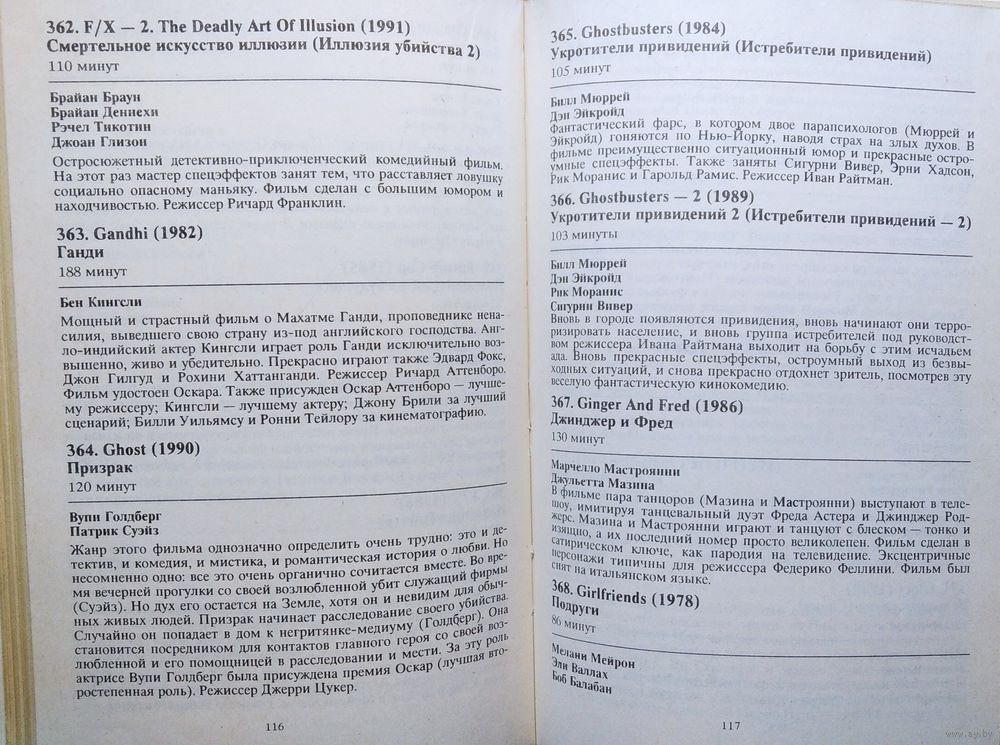 362. F/X — 2. The Deadly Art Of Illusion (1991)
Смертельное искусство иллюзии (Иллюзия убийства 2)
110 минут
Брайан Браун
Брайан Деннехи
Рэчел Тикотин
Джоан Глизон
Остросюжетный детективно-приключенческий комедийный фильм.
На этот раз мастер спецэффектов занят тем, что расставляет ловушку
социально опасному маньяку. Фильм сделан с большим юмором и
находчивостью. Режиссер Ричард Франклин.
363. Gandhi (1982)
Ганди
188 минут
Бен Кингсли
Мощный и страстный фильм о Махатме Ганди, проповеднике нена-
силия, выведшего свою страну из-под английского господства. Анг-
ло-индийский актер Кингсли играет роль Ганди исключительно воз-
вышенно, живо и убедительно. Прекрасно играют также Эдвард Фокс,
Джон Гилгуд и Рохини Хаттанганди. Режиссер Ричард Аттенборо.
Фильм удостоен Оскара. Также присужден Оскар Аттенборо — лучше-
му режиссеру; Кингсли — лучшему актеру; Джону Брили за лучший
сценарий; Билли Уильямсу и Ронни Тейлору за кинематографию.
364. Ghost (1990)
Призрак
120 минут
Вупи Голдберг
Патрик Суэйз
Жанр этого фильма однозначно определить очень трудно: это и де-
тектив, и комедия, и мистика, и романтическая история о любви. Но
несомненно одно: все это очень органично сочитается вместе. Во вре-
мя вечерней прогулки со своей возлюбленной убит служащий фирмы
(Суэйз). Но дух его остается на Земле, хотя он и невидим для обыч-
ных живых людей. Призрак начинает расследование своего убийства.
Случайно он попадает в дом к негритянке-медиуму (Голдберг). Она
становится посредником для контактов главного героя со своей воз-
любленной и его помощницей в расследовании и мести. За эту роль
актрисе Вупи Голдберг была присуждена премия Оскар (лучшая вто-
ростепенная роль). Режиссер Джерри Цукер.
116
365. Ghostbusters (1984)
Укротители привидений (Истребители привидений)
105 минут
Билл Мюррей
Дэн Эйкройд
Фантастический фарс, в котором двое парапсихологов (Мюррей и
Эйкройд) гоняются по Нью-Йорку, наводя страх на злых духов. В
фильме преимущественно ситуационный юмор и прекрасные остро-
умные спецэффекты. Также заняты Сигурни Вивер, Эрни Хадсон,
Рик Моранис и Гарольд Рамис. Режиссер Иван Райтман.
366. Ghostbusters — 2 (1989)
Укротители привидений 2 (Истребители привидений — 2)
103 минуты
Билл Мюррей
Дэн Эйкройд
Рик Моранис
Сигурни Вивер
Вновь в городе появляются привидения, вновь начинают они терро-
ризировать население, и вновь группа истребителей под руководст-
вом режиссера Ивана Райтмана выходит на борьбу с этим исчадьем
ада. Вновь прекрасные спецэффекты, остроумный выход из безвы-
ходных ситуаций, и снова прекрасно отдохнет зритель, посмотрев эту
веселую фантастическую кинокомедию.
367. Ginger And Fred (1986)
Джинджер и Фред
130 минут
Марчелло Мастроянни
Джульетта Мазина
В фильме пара танцоров (Мазина и Мастроянни) выступают в теле-
шоу, имитируя танцевальный дуэт Фреда Астера и Джинджер Род-
жерс. Мазина и Мастроянни играют и танцуют с блеском — тонко и
изящно, а их последний номер просто великолепен. Фильм сделан в
сатирическом ключе, как пародия на телевидение. Эксцентричные
персонажи типичны для режиссера Федерико Феллини. Фильм был
снят на итальянском языке.
368. Girlfriends (1978)
Подруги
86 минут
Мелани Мейрон
Эли Валлах
Боб Балабан
117
www.ay.by